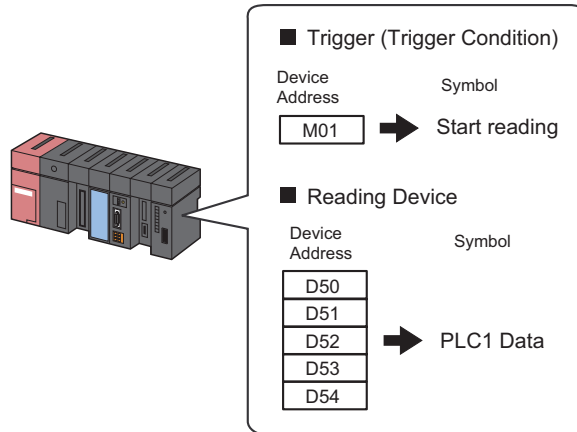 ■ Trigger (Trigger Condition)
Device
Address
Symbol
M01
Start reading
■ Reading Device
Device
Address
Symbol
D50
D51
D52
D53
D54
PLC1 Data